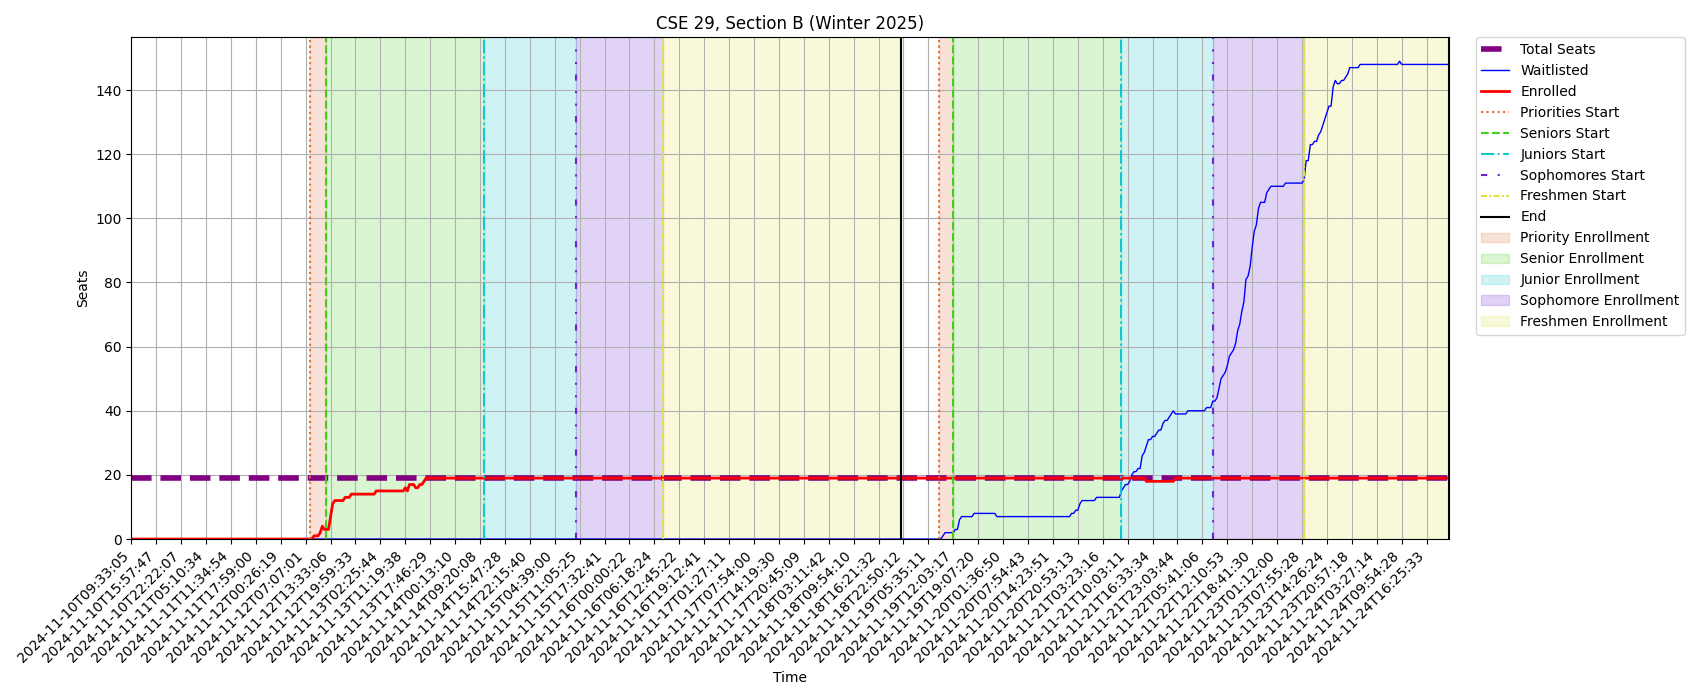 CSE 29, Section B (Winter 2025)
Seats
140
120
100
80
60
40
20
0
2024-11-10T09:33:05
2024-11-10T15:57:47
2024-11-10T22:22:07
2024-11-11T05:10:34
2024-11-11T11:34:54
2024-11-11T17:59:00
2024-11-12T00:26:19
2024-11-12T07:07:01
2024-11-12T13:33:06
2024-11-12T19:59:33
2024-11-13T02:25:44
2024-11-13T11:19:38
2024-11-13T17:46:29
2024-11-14T00:13:10
2024-11-14T09:20:08
2024-11-14T15:47:28
2024-11-14T22:15:40
2024-11-15T04:39:00
2024-11-15T11:05:25
2024-11-15T17:32:41
2024-11-16T00:00:22
2024-11-16T06:18:24
2024-11-16T12:45:22
2024-11-16T19:12:41
2024-11-17T01:27:11
2024-11-17T07:54:00
2024-11-17T14:19:30
2024-11-17T20:45:09
2024-11-18T03:11:42
2024-11-18T09:54:10
2024-11-18T16:21:32
2024-11-18T22:50:12
2024-11-19T05:35:11
2024-11-19T12:03:17
2024-11-19T19:07:20
2024-11-20T01:36:50
2024-11-20T07:54:43
2024-11-20T14:23:51
2024-11-20T20:53:13
2024-11-21T03:23:16
2024-11-21T10:03:11
2024-11-21T16:33:34
2024-11-21T23:03:44
2024-11-22T05:41:06
2024-11-22T12:10:53
2024-11-22T18:41:30
2024-11-23T01:12:00
2024-11-23T07:55:28
2024-11-23T14:26:24
2024-11-23T20:57:18
2024-11-24T03:27:14
2024-11-24T09:54:28
2024-11-24T16:25:33
Time
Total Seats
Waitlisted
Enrolled
Priorities Start
Seniors Start
Juniors Start
Sophomores Start
Freshmen Start
End
Priority Enrollment
Senior Enrollment
Junior Enrollment
Sophomore Enrollment
Freshmen Enrollment